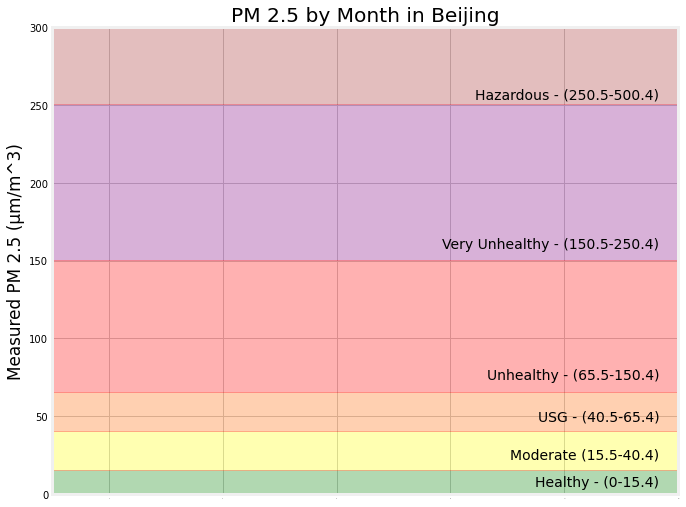 PM 2.5 by Month in Beijing
300
250
200
150
100
50
0
Measured PM 2.5 (µm/m^3)
Hazardous - (250.5-500.4)
Very Unhealthy - (150.5-250.4)
Unhealthy - (65.5-150.4)
USG - (40.5-65.4)
Moderate (15.5-40.4)
Healthy - (0-15.4)